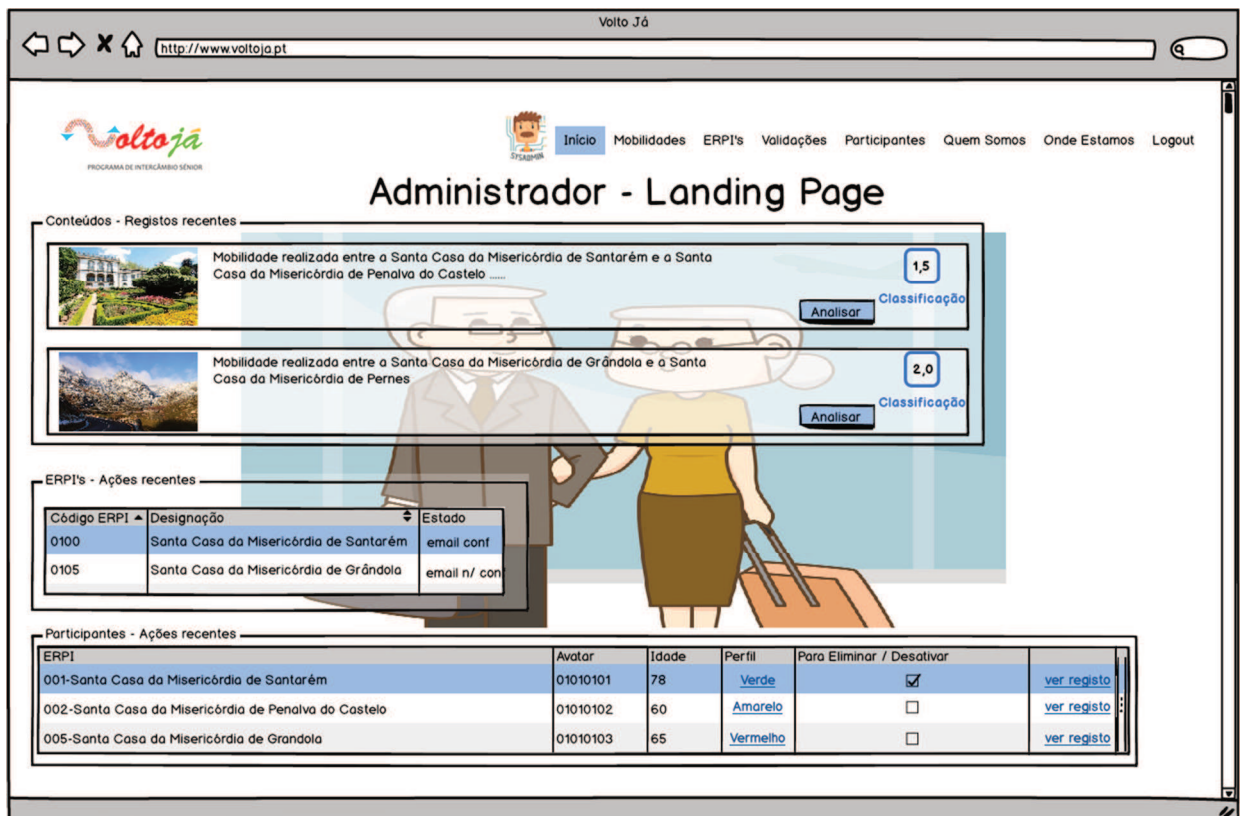 Volto Já
http://www.voltoja.pt
Voltojá
PROGRAMA DE INTERCÂMBIO SÉNIOR
SYSADMIN
Início Mobilidades ERPI's Validações Participantes Quem Somos Onde Estamos Logout
Administrador - Landing Page
Conteúdos - Registos recentes
Mobilidade realizada entre a Santa Casa da Misericórdia de Santarém e a Santa
Casa da Misericórdia de Penalva do Castelo ......
1,5
Classificação
Analisar
Mobilidade realizada entre a Santa Casa da Misericórdia de Grândola e a Santa
Casa da Misericórdia de Pernes
2,0
Classificação
Analisar
ERPI's - Ações recentes
Código ERPI Designação Estado
0100 Santa Casa da Misericórdia de Santarém email conf
0105 Santa Casa da Misericórdia de Grândola email n/ con
Participantes - Ações recentes
ERPI Avatar Idade Perfil Para Eliminar / Desativar
001-Santa Casa da Misericórdia de Santarém 01010101 78 Verde ver registo
002-Santa Casa da Misericórdia de Penalva do Castelo 01010102 60 Amarelo ver registo
005-Santa Casa da Misericórdia de Grandola 01010103 65 Vermelho ver registo